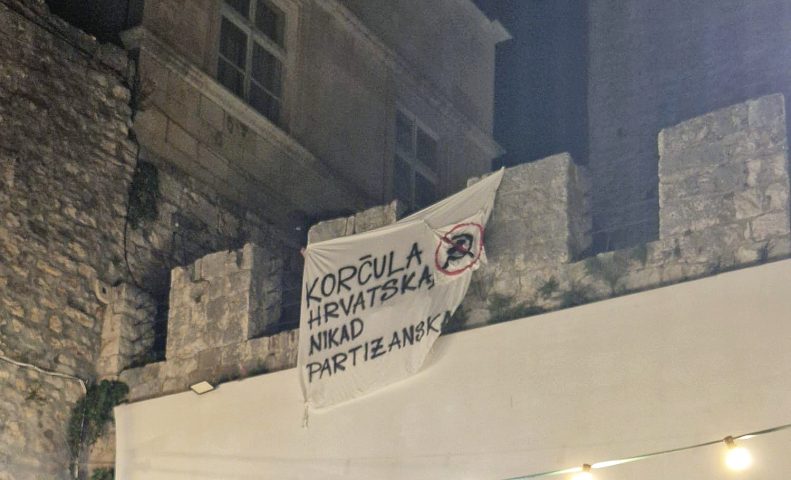 KORČULA
HRVATSKA,
NIKAD
PARTIZANSKA